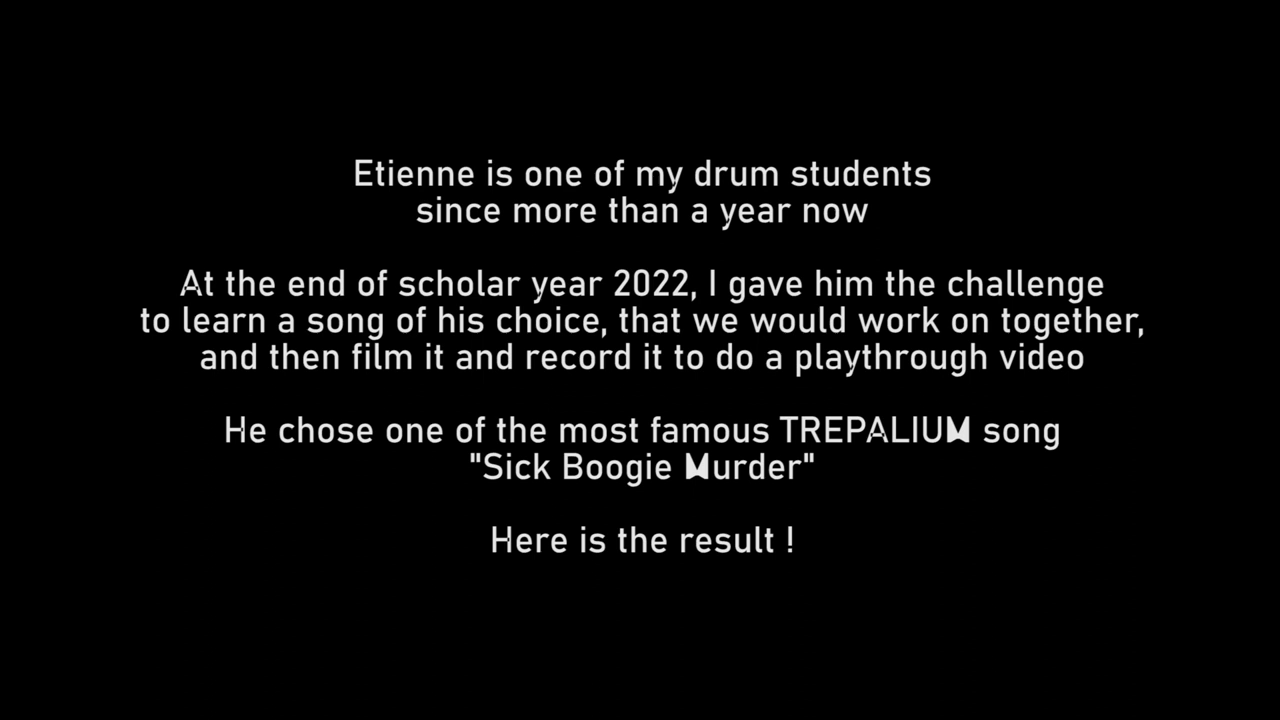 Etienne is one of my drum students
since more than a year now
At the end of scholar year 2022, I gave him the challenge
to learn a song of his choice, that we would work on together,
and then film it and record it to do a playthrough video
He chose one of the most famous TREPALIUM song
"Sick Boogie Murder"
Here is the result !